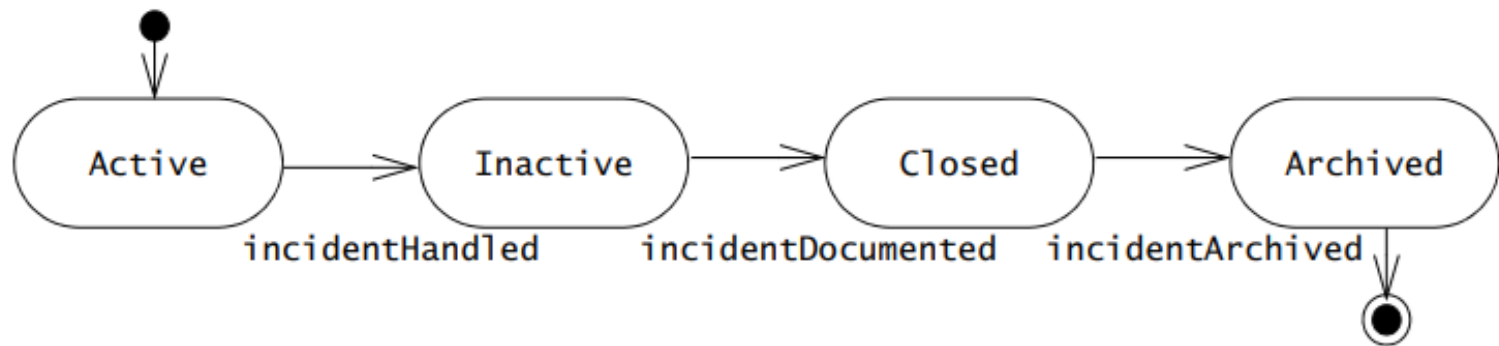 Active
Inactive
Closed
Archived
incidentHandled
incidentDocumented
incidentArchived